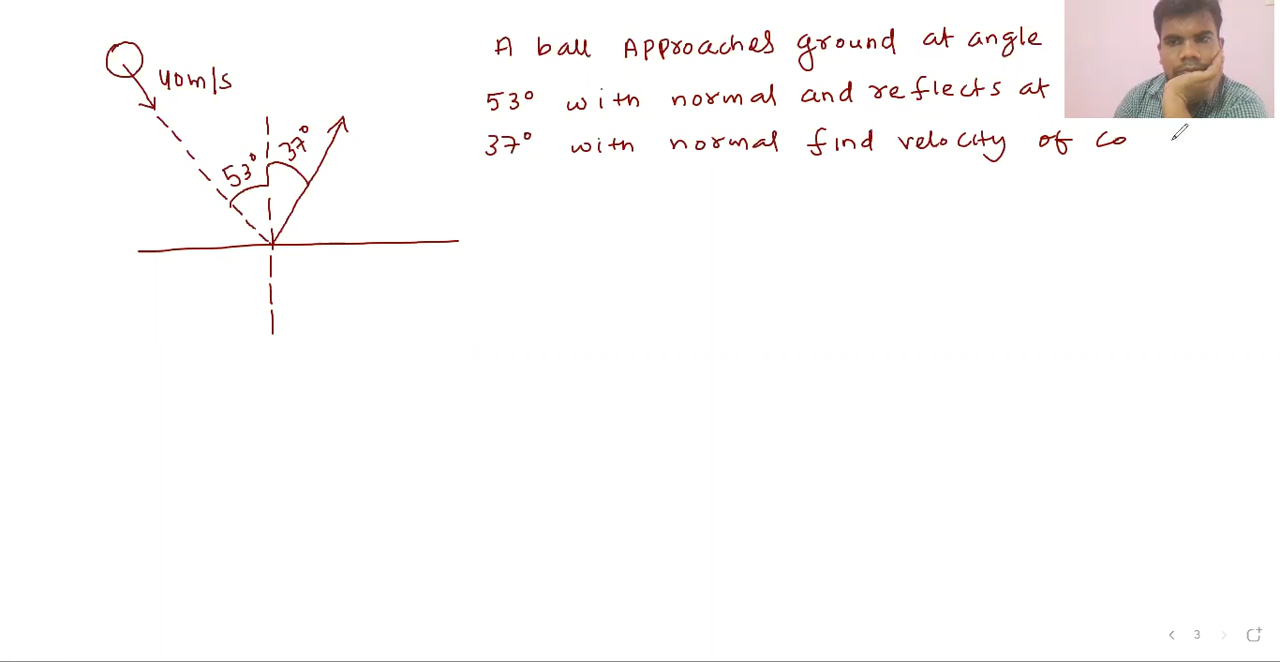 40m/s
A ball Approaches ground at angle
53° with normal and reflects at
37° with normal find velocity of co
53°
37°
3